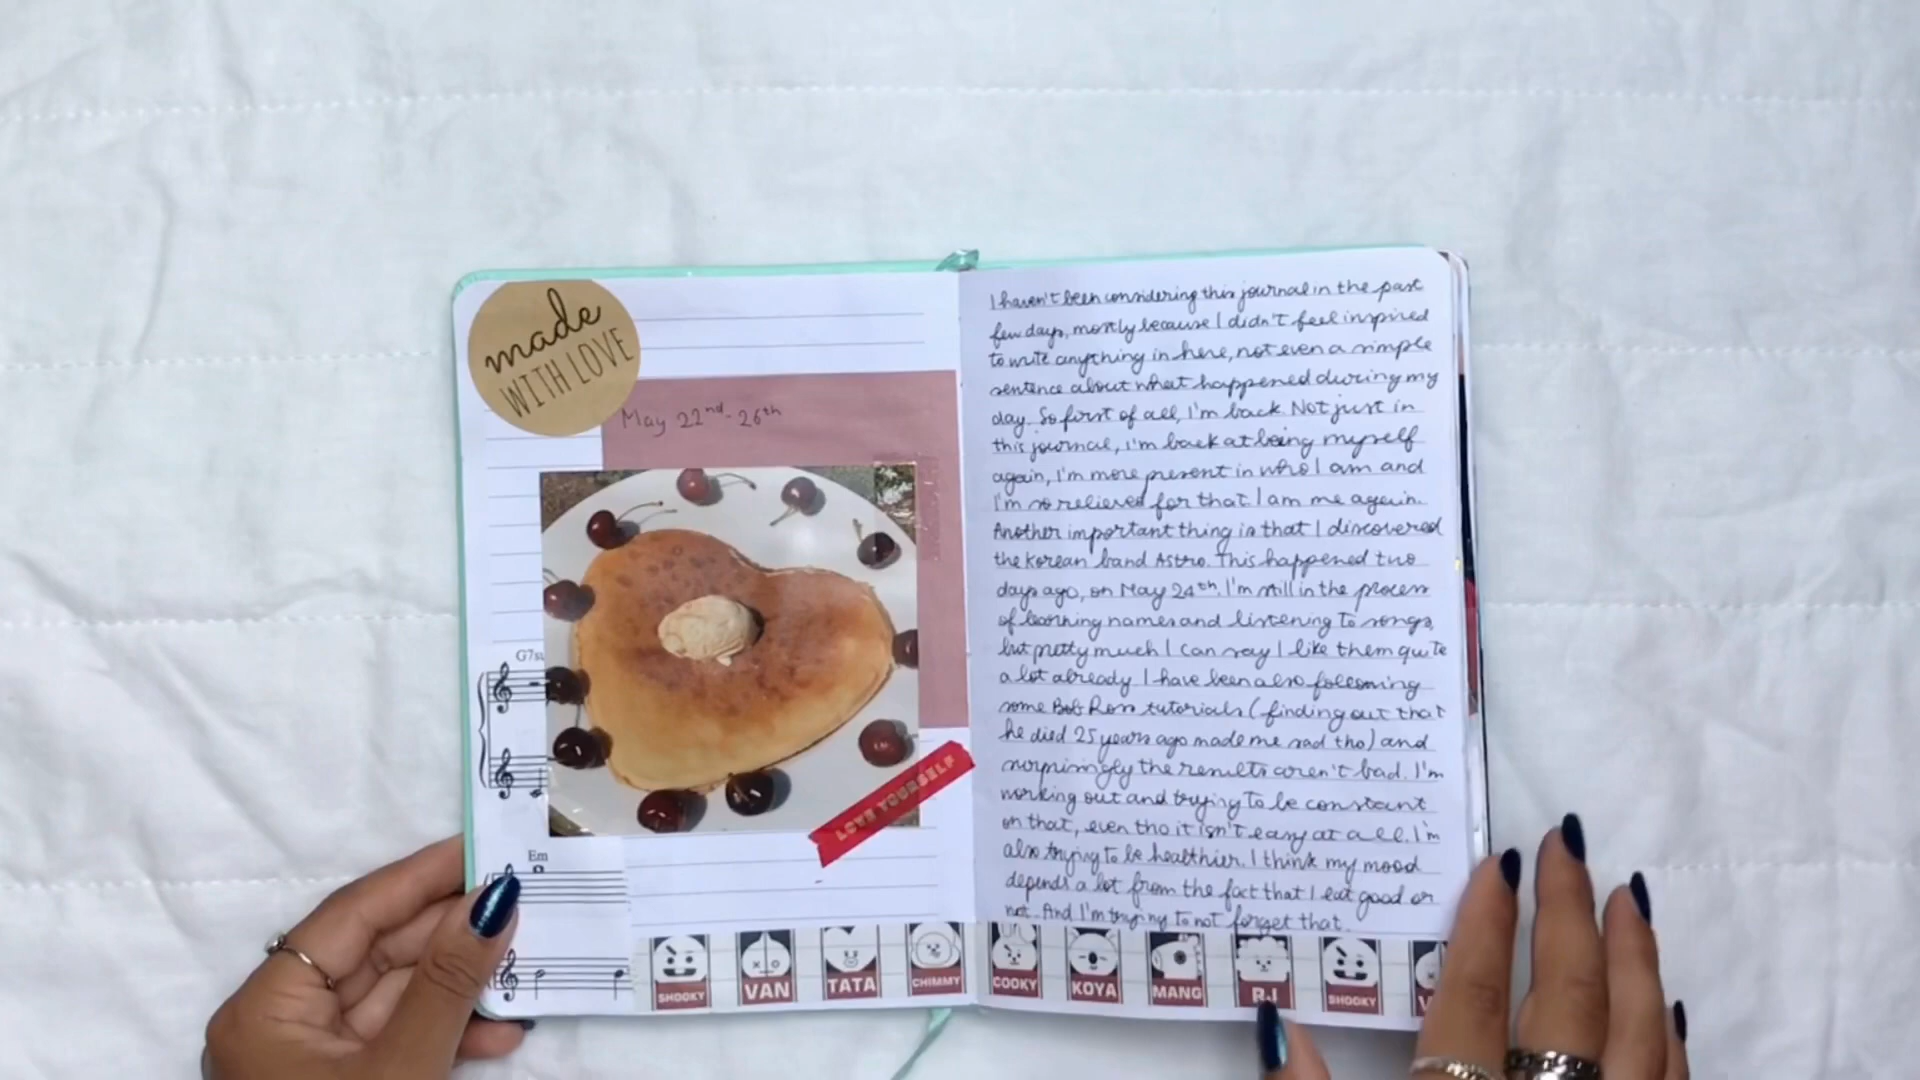 made
WITH LOVE
May 22nd - 26th
G7su
Em
LOVE YOURSELF
SHOOKY VAN TATA CHIMMY
I haven't been considering this journal in the past
few days, mostly because I didn't feel inspired
to write anything in here, not even a simple
sentence about what happened during my
day. So first of all, I'm back. Not just in
this journal, i'm back at being myself
again, I'm more present in who I am and
I'm so relieved for that. I am me again.
Another important thing is that I discovered
the Korean band Astro. This happened two
days ago, on May 24th. I'm still in the process
of learning names and listening to songs,
but pretty much I can say I like them quite
a lot already. I have been also following
some Bob Ross tutorials (finding out that
he died 25 years ago made me sad tho) and
surprisingly the results aren't bad. I'm
working out and trying to be constant
on that, even tho it isn't easy at all. I'm
also trying to be healthier. I think my mood
depends a lot from the fact that I eat good or
not. And I'm trying to not forget that.
COOKY KOYA MANG RJ SHOOKY V